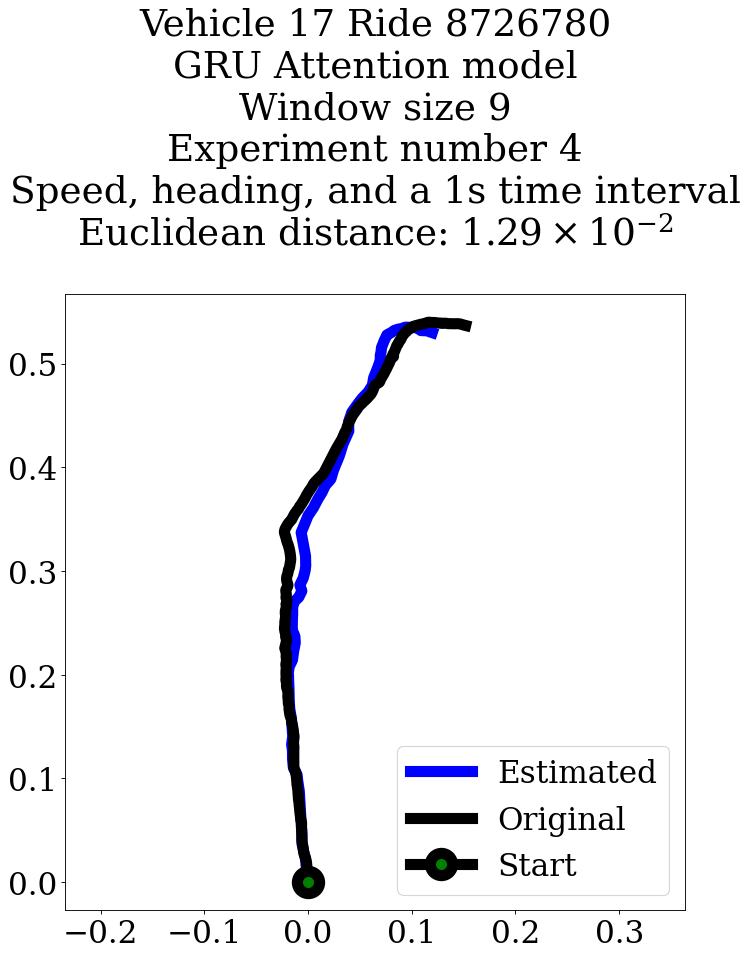 Vehicle 17 Ride 8726780
GRU Attention model
Window size 9
Experiment number 4
Speed, heading, and a 1s time interval
Euclidean distance: 1.29 × 10⁻²
0.5
0.4
0.3
0.2
0.1
0.0
Estimated
Original
Start
−0.2 −0.1 0.0 0.1 0.2 0.3